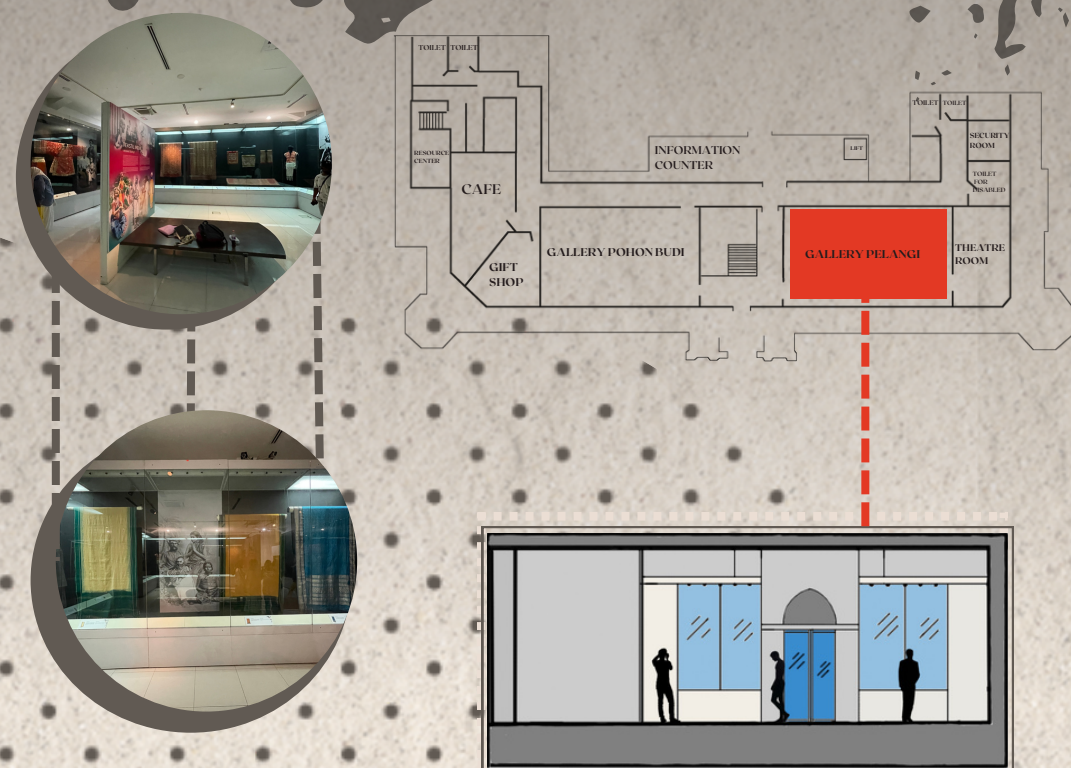 TOILET TOILET
TOILET TOILET
SECURITY
ROOM
INFORMATION
COUNTER
LIFT
RESOURCE
CENTER
TOILET
FOR
DISABLED
CAFE
GALLERY POHON BUDI
GALLERY PELANGI
THEATRE
ROOM
GIFT
SHOP